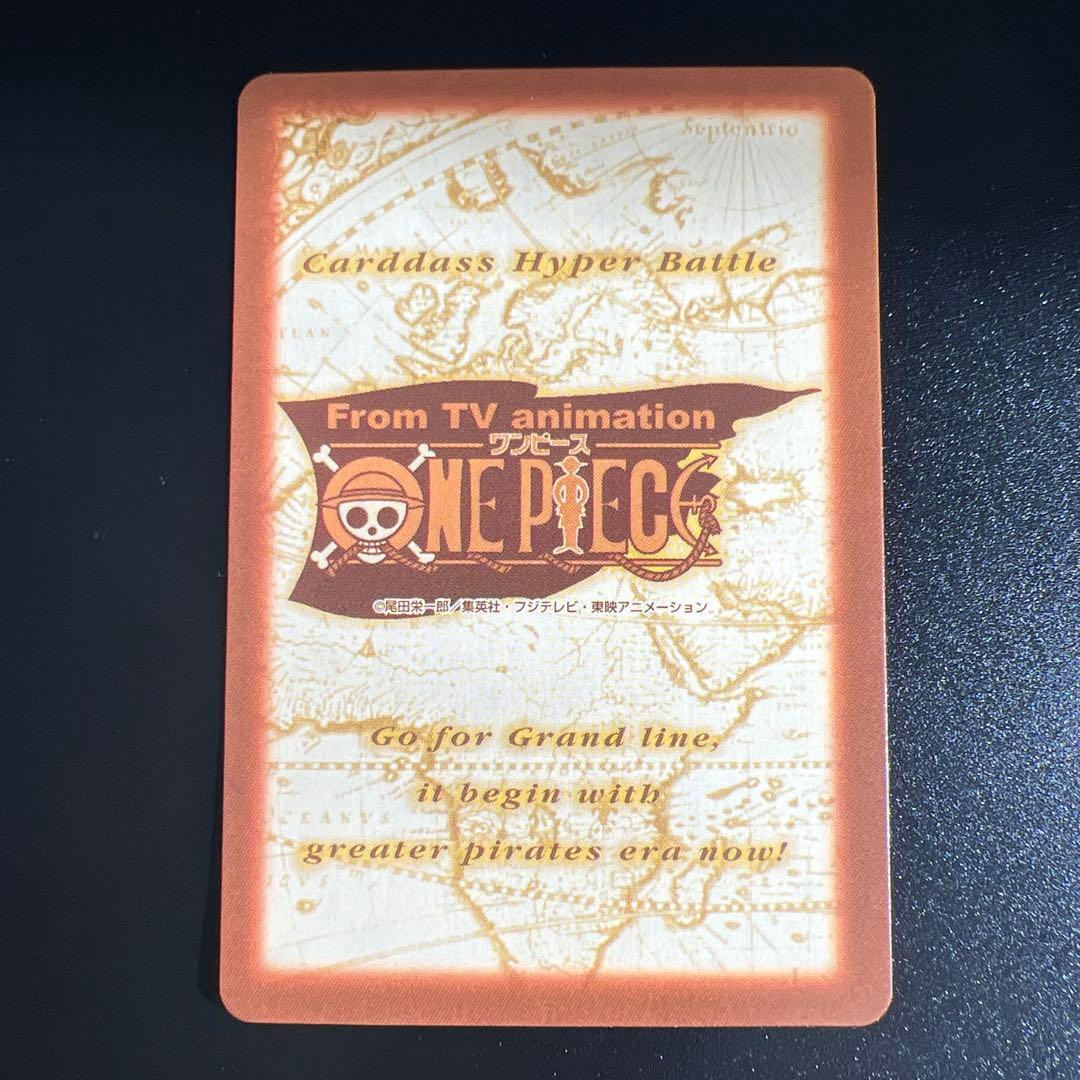 Septentrio
Carddass Hyper Battle
From TV animation
ワンピース
ONE PIECE
©尾田栄一郎／集英社・フジテレビ・東映アニメーション
Go for Grand line,
it begin with
greater pirates era now!